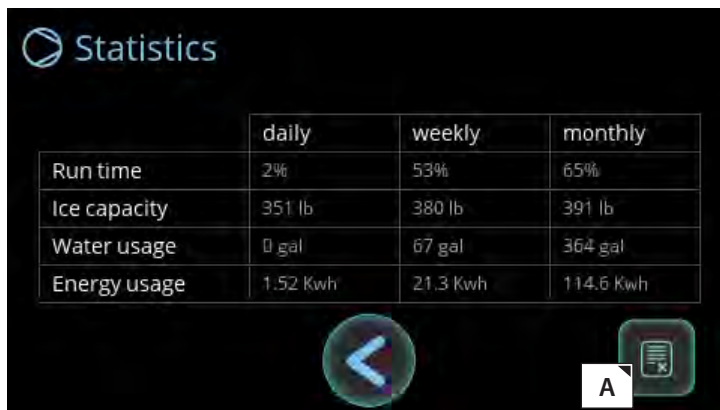 Statistics
daily weekly monthly
Run time 2% 53% 65%
Ice capacity 351 lb 380 lb 391 lb
Water usage 0 gal 67 gal 364 gal
Energy usage 1.52 Kwh 21.3 Kwh 114.6 Kwh
A